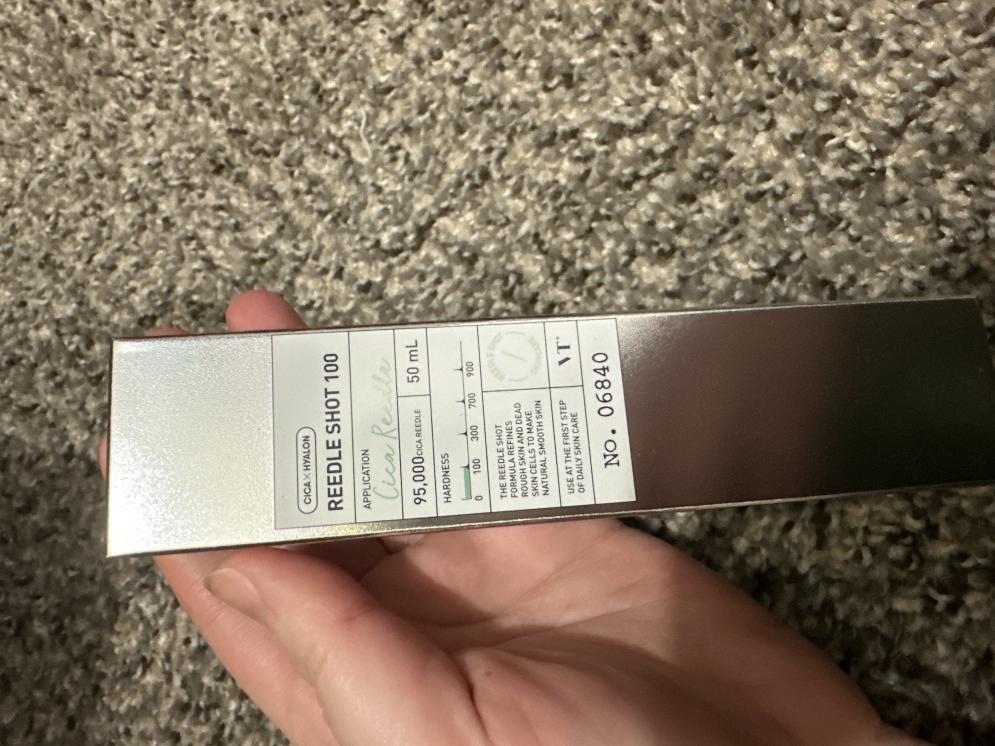 CICA X HYALON
REEDLE SHOT 100
APPLICATION
Cica Reedle
95,000 CICA REEDLE
50 mL
HARDNESS
0 100 300 700 900
THE REEDLE SHOT
FORMULA REFINES
ROUGH SKIN AND DEAD
SKIN CELLS TO MAKE
NATURAL SMOOTH SKIN
USE AT THE FIRST STEP
OF DAILY SKIN CARE
VT
No. 06840